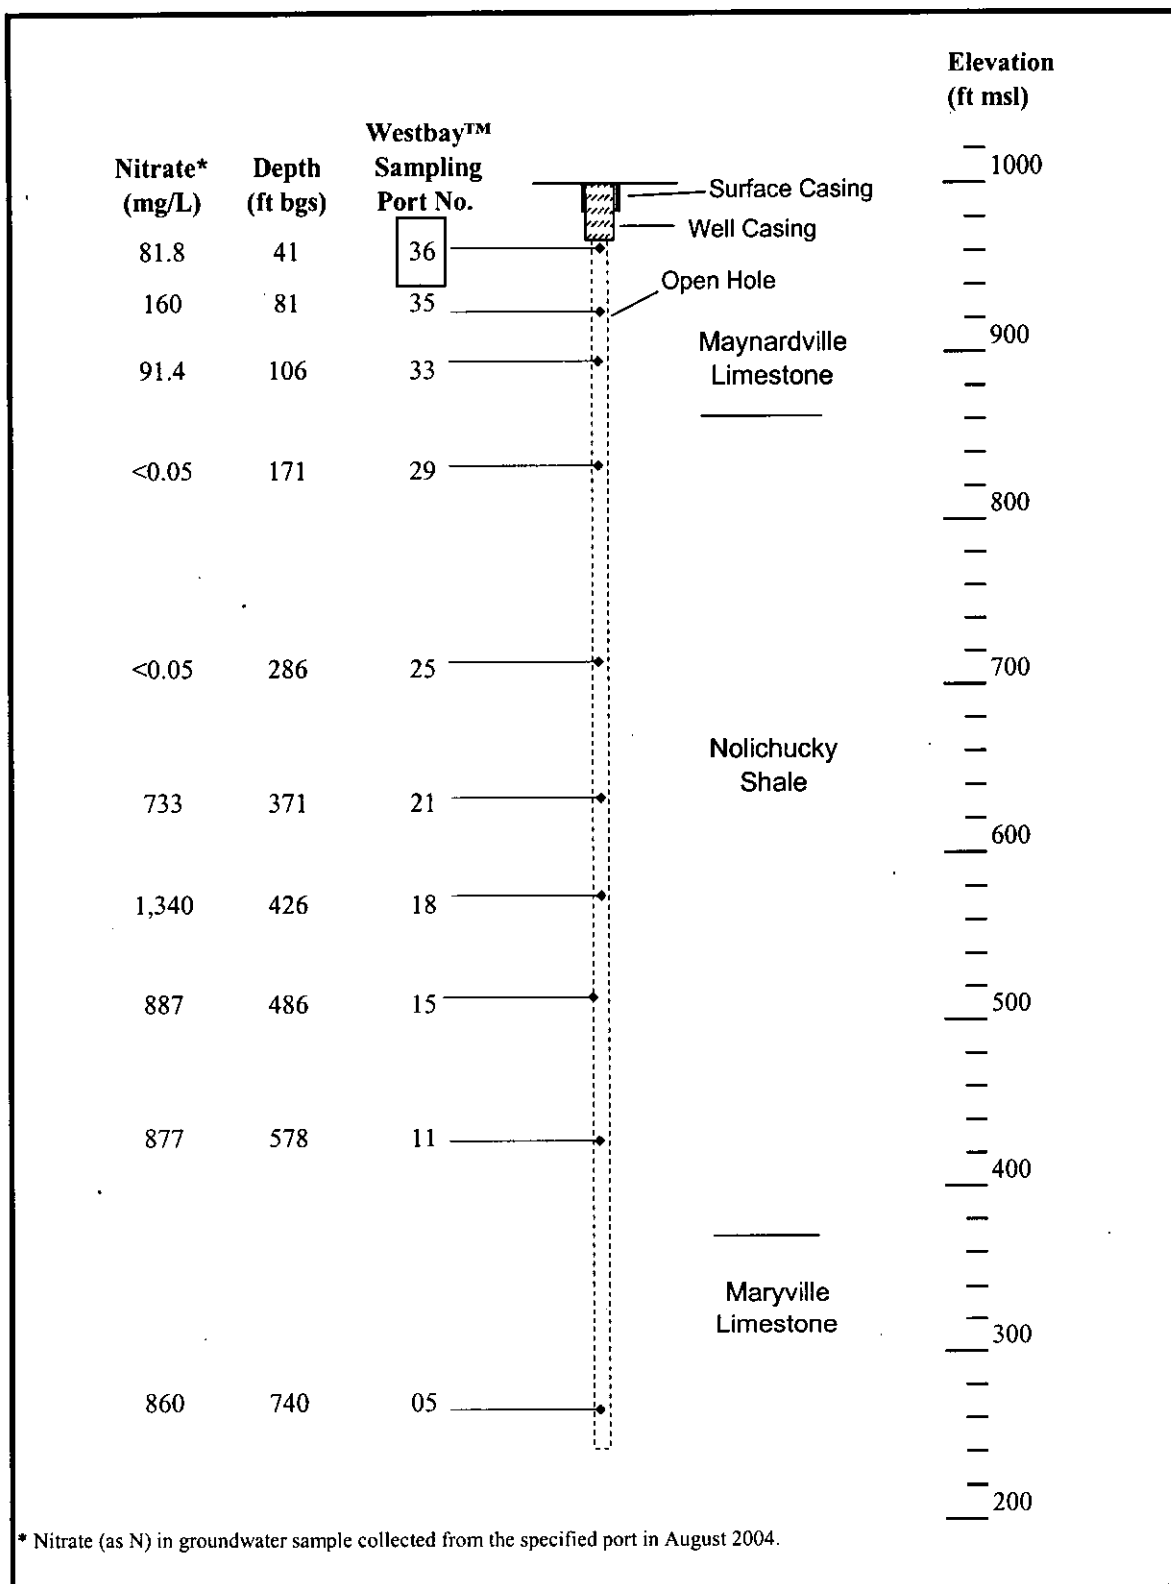 Elevation
(ft msl)
Westbay™
Nitrate* Depth Sampling
(mg/L) (ft bgs) Port No.
1000
Surface Casing
Well Casing
81.8 41 36
Open Hole
160 81 35
900
Maynardville
Limestone
91.4 106 33
<0.05 171 29
800
<0.05 286 25
700
Nolichucky
Shale
733 371 21
600
1,340 426 18
887 486 15
500
877 578 11
400
Maryville
Limestone
300
860 740 05
200
* Nitrate (as N) in groundwater sample collected from the specified port in August 2004.